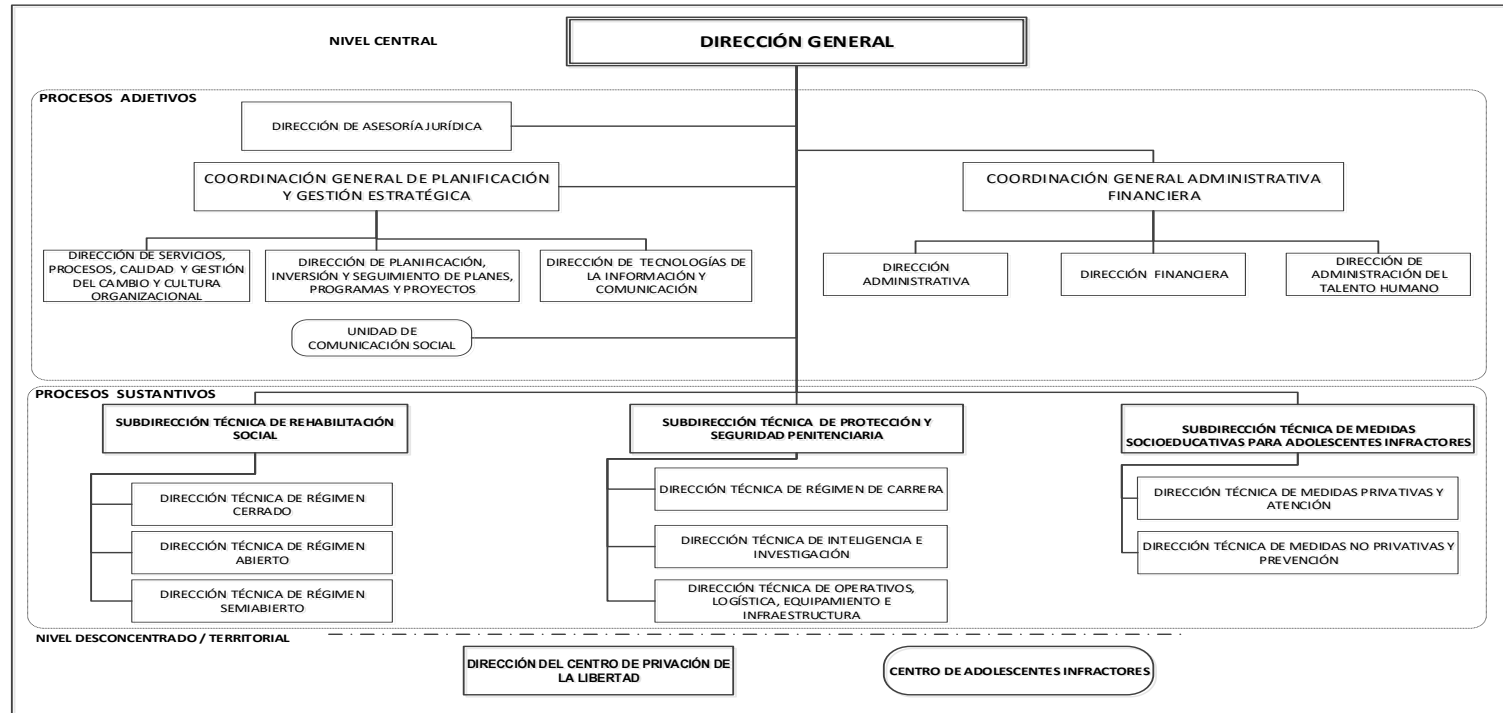 NIVEL CENTRAL
DIRECCIÓN GENERAL
PROCESOS ADJETIVOS
DIRECCIÓN DE ASESORÍA JURÍDICA
COORDINACIÓN GENERAL DE PLANIFICACIÓN
Y GESTIÓN ESTRATÉGICA
COORDINACIÓN GENERAL ADMINISTRATIVA
FINANCIERA
DIRECCIÓN DE SERVICIOS,
PROCESOS, CALIDAD Y GESTIÓN
DEL CAMBIO Y CULTURA
ORGANIZACIONAL
DIRECCIÓN DE PLANIFICACIÓN,
INVERSIÓN Y SEGUIMIENTO DE PLANES,
PROGRAMAS Y PROYECTOS
DIRECCIÓN DE TECNOLOGÍAS DE
LA INFORMACIÓN Y
COMUNICACIÓN
DIRECCIÓN
ADMINISTRATIVA
DIRECCIÓN FINANCIERA
DIRECCIÓN DE
ADMINISTRACIÓN DEL
TALENTO HUMANO
UNIDAD DE
COMUNICACIÓN SOCIAL
PROCESOS SUSTANTIVOS
SUBDIRECCIÓN TÉCNICA DE REHABILITACIÓN
SOCIAL
SUBDIRECCIÓN TÉCNICA DE PROTECCIÓN Y
SEGURIDAD PENITENCIARIA
SUBDIRECCIÓN TÉCNICA DE MEDIDAS
SOCIOEDUCATIVAS PARA ADOLESCENTES INFRACTORES
DIRECCIÓN TÉCNICA DE RÉGIMEN
CERRADO
DIRECCIÓN TÉCNICA DE RÉGIMEN
ABIERTO
DIRECCIÓN TÉCNICA DE RÉGIMEN
SEMIABIERTO
DIRECCIÓN TÉCNICA DE RÉGIMEN DE CARRERA
DIRECCIÓN TÉCNICA DE INTELIGENCIA E
INVESTIGACIÓN
DIRECCIÓN TÉCNICA DE OPERATIVOS,
LOGÍSTICA, EQUIPAMIENTO E
INFRAESTRUCTURA
DIRECCIÓN TÉCNICA DE MEDIDAS PRIVATIVAS Y
ATENCIÓN
DIRECCIÓN TÉCNICA DE MEDIDAS NO PRIVATIVAS Y
PREVENCIÓN
NIVEL DESCONCENTRADO / TERRITORIAL
DIRECCIÓN DEL CENTRO DE PRIVACIÓN DE
LA LIBERTAD
CENTRO DE ADOLESCENTES INFRACTORES